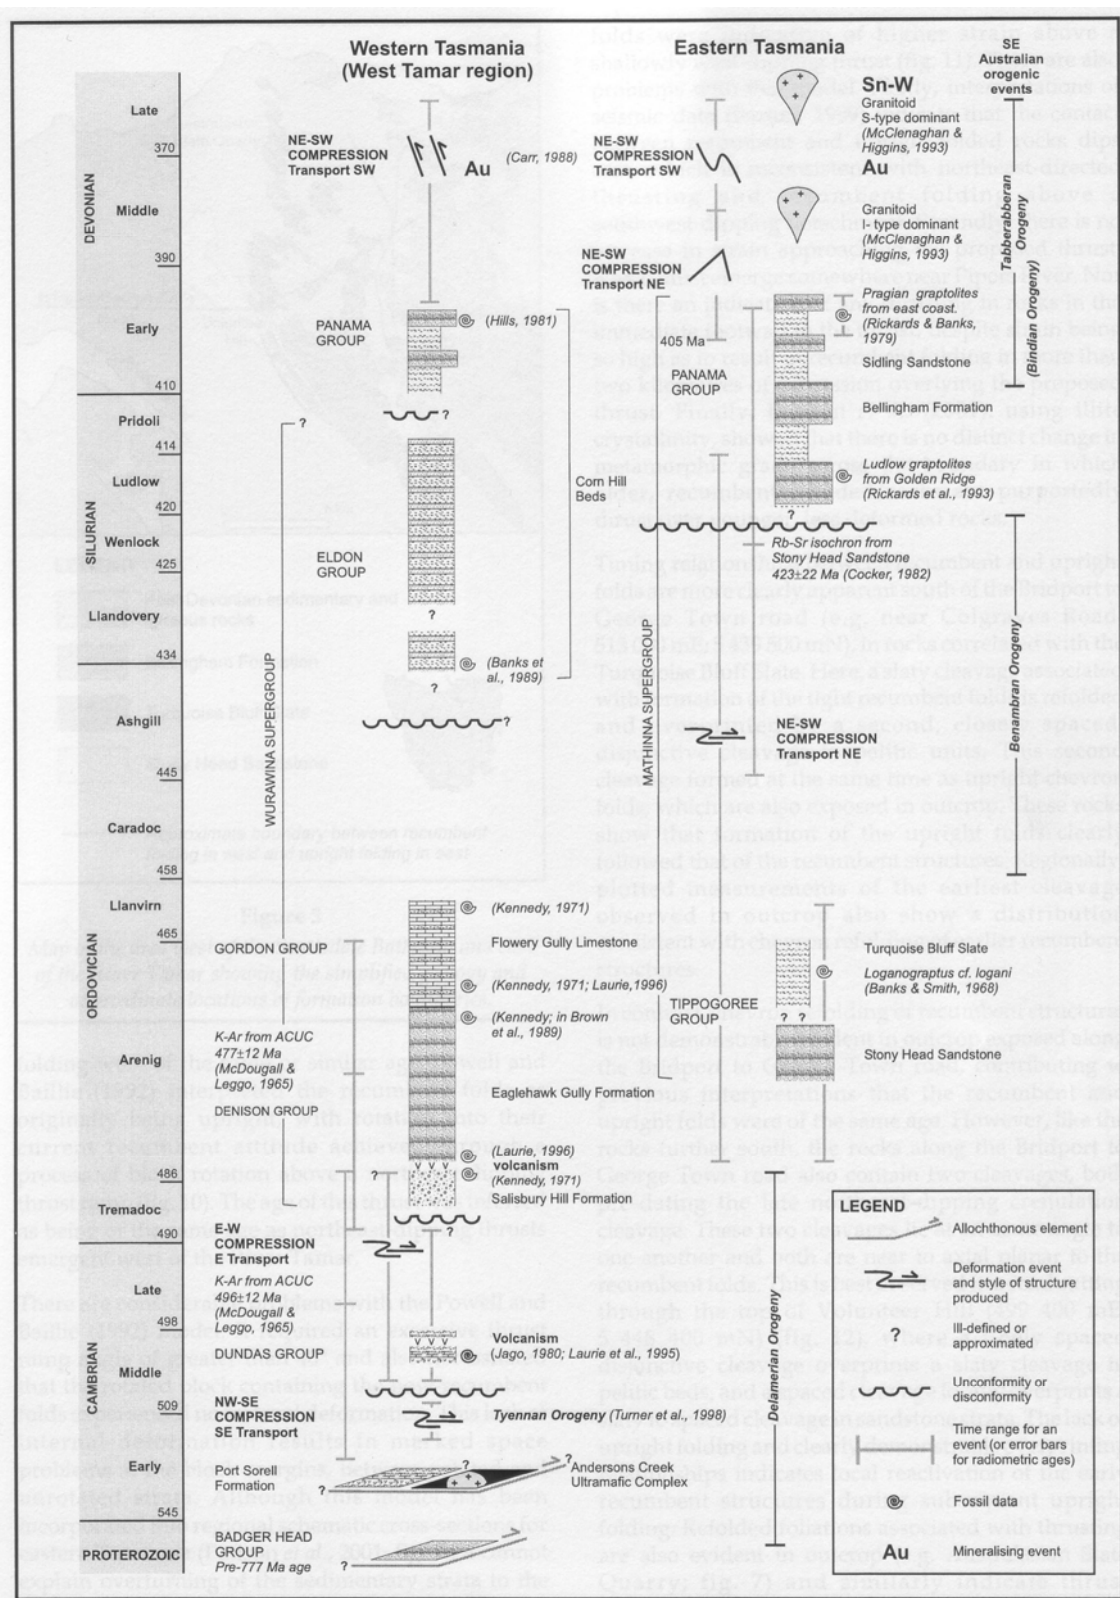 Western Tasmania
(West Tamar region)
Eastern Tasmania
SE
Australian
orogenic
events
DEVONIAN
Late
370
Middle
390
Early
410
SILURIAN
Pridoli
414
Ludlow
420
Wenlock
425
Llandovery
434
ORDOVICIAN
Ashgill
445
Caradoc
458
Llanvirn
465
Arenig
486
Tremadoc
490
CAMBRIAN
Late
498
Middle
509
Early
545
PROTEROZOIC
NE-SW
COMPRESSION
Transport SW
Au
(Carr, 1988)
PANAMA
GROUP
(Hills, 1981)
?
?
WURAWINA SUPERGROUP
ELDON
GROUP
Corn Hill
Beds
?
(Banks et
al., 1989)
?
?
(Kennedy, 1971)
GORDON GROUP
Flowery Gully Limestone
(Kennedy, 1971; Laurie,1996)
(Kennedy; in Brown
et al., 1989)
K-Ar from ACUC
477±12 Ma
(McDougall &
Leggo, 1965)
Eaglehawk Gully Formation
DENISON GROUP
(Laurie, 1996)
volcanism
(Kennedy, 1971)
?
Salisbury Hill Formation
?
E-W
COMPRESSION
E Transport
K-Ar from ACUC
496±12 Ma
(McDougall &
Leggo, 1965)
Volcanism
DUNDAS GROUP
(Jago, 1980; Laurie et al., 1995)
NW-SE
COMPRESSION
SE Transport
Tyennan Orogeny (Turner et al., 1998)
Port Sorell
Formation
?
?
?
Andersons Creek
Ultramafic Complex
BADGER HEAD
GROUP
Pre-777 Ma age
?
?
Sn-W
Granitoid
S-type dominant
(McClenaghan &
Higgins, 1993)
NE-SW
COMPRESSION
Transport SW
Au
Granitoid
-type dominant
(McClenaghan &
Higgins, 1993)
NE-SW
COMPRESSION
Transport NE
Pragian graptolites
from east coast.
(Rickards & Banks,
1979)
405 Ma
Sidling Sandstone
PANAMA
GROUP
Bellingham Formation
Ludlow graptolites
from Golden Ridge
(Rickards et al., 1993)
?
Rb-Sr isochron from
Stony Head Sandstone
423±22 Ma (Cocker, 1982)
MATHINNA SUPERGROUP
NE-SW
COMPRESSION
Transport NE
Turquoise Bluff Slate
Loganograptus cf. logani
(Banks & Smith, 1968)
TIPPOGOREE
GROUP
? ? ?
Stony Head Sandstone
Tabberabberan
Orogeny
(Bindian Orogeny)
Benambran Orogeny
Delamerian Orogeny
LEGEND
Allochthonous element
Deformation event
and style of structure
produced
?
Ill-defined or
approximated
Unconformity or
disconformity
Time range for an
event (or error bars
for radiometric ages)
Fossil data
Au
Mineralising event